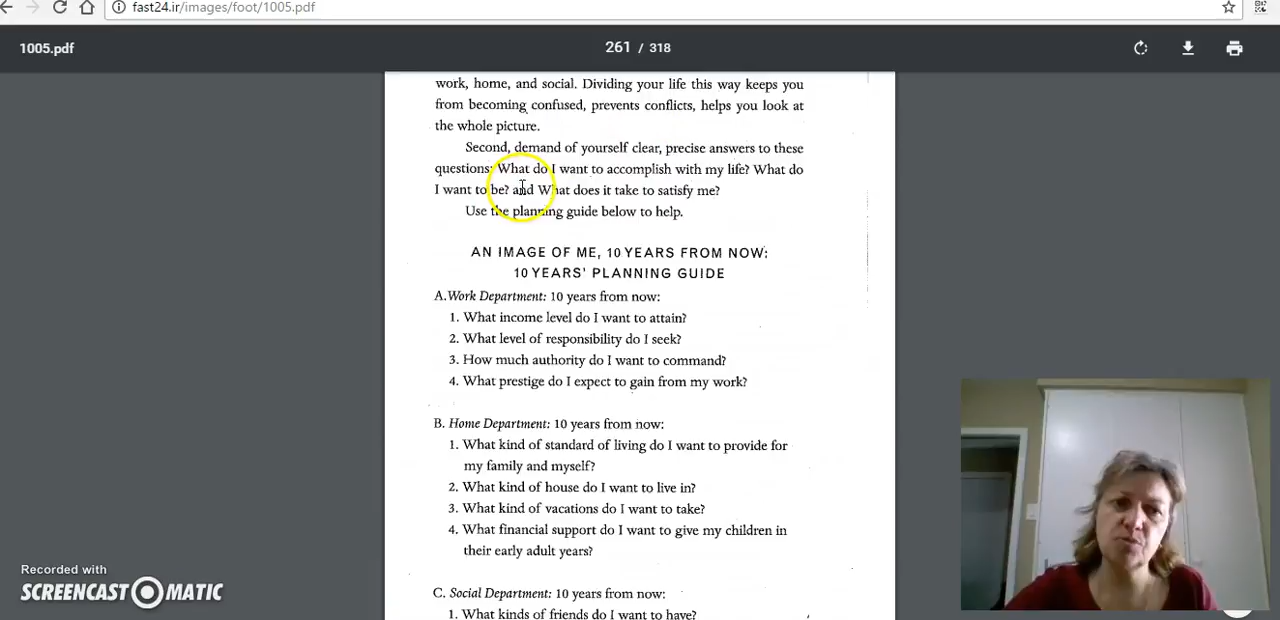 fast24.ir/images/foot/1005.pdf
1005.pdf
261 / 318
work, home, and social. Dividing your life this way keeps you
from becoming confused, prevents conflicts, helps you look at
the whole picture.
Second, demand of yourself clear, precise answers to these
questions: What do I want to accomplish with my life? What do
I want to be? and What does it take to satisfy me?
Use the planning guide below to help.
AN IMAGE OF ME, 10 YEARS FROM NOW:
10 YEARS' PLANNING GUIDE
A. Work Department: 10 years from now:
1. What income level do I want to attain?
2. What level of responsibility do I seek?
3. How much authority do I want to command?
4. What prestige do I expect to gain from my work?
B. Home Department: 10 years from now:
1. What kind of standard of living do I want to provide for
my family and myself?
2. What kind of house do I want to live in?
3. What kind of vacations do I want to take?
4. What financial support do I want to give my children in
their early adult years?
C. Social Department: 10 years from now:
1. What kinds of friends do I want to have?
Recorded with
SCREENCAST MATIC